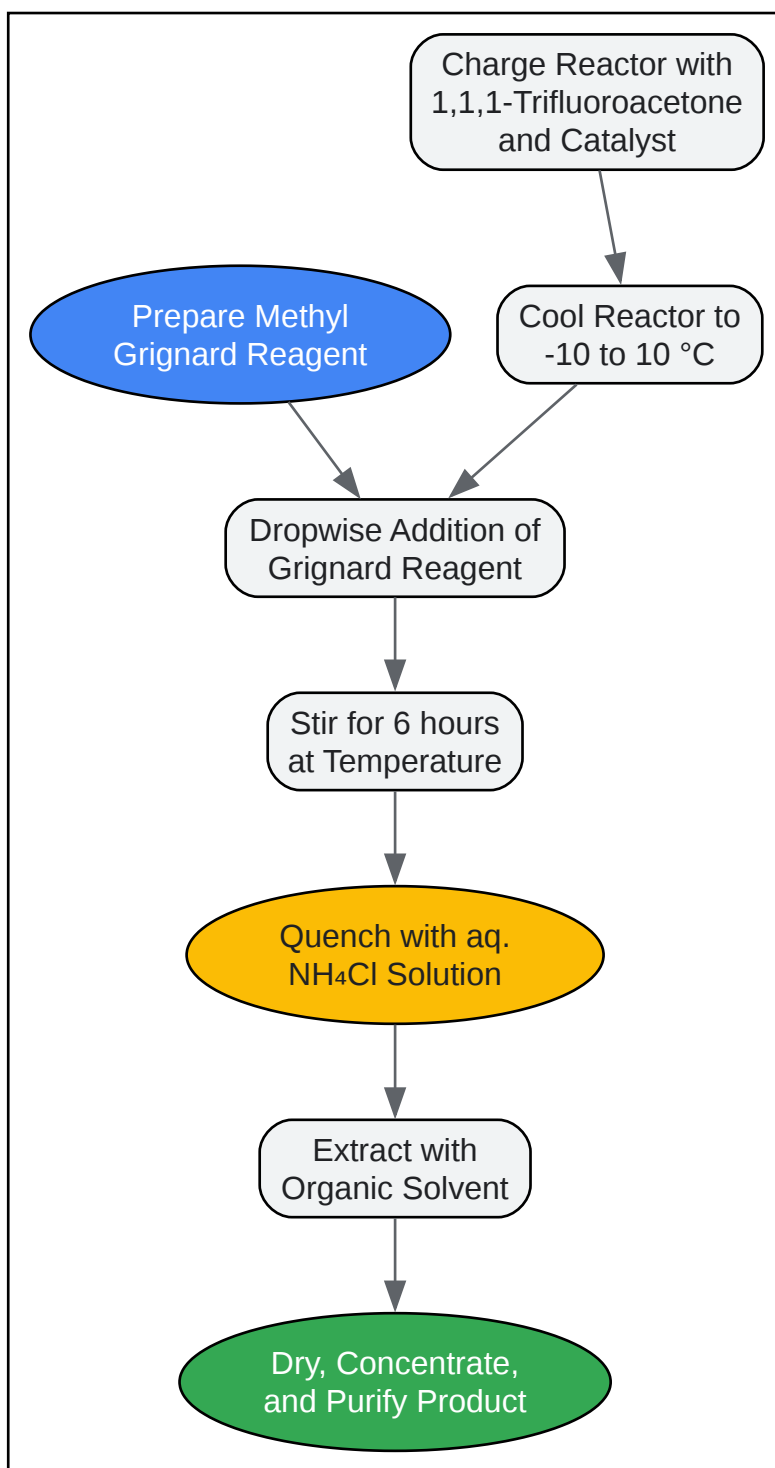 Charge Reactor with
1,1,1-Trifluoroacetone
and Catalyst
Prepare Methyl
Grignard Reagent
Cool Reactor to
-10 to 10 °C
Dropwise Addition of
Grignard Reagent
Stir for 6 hours
at Temperature
Quench with aq.
NH₄Cl Solution
Extract with
Organic Solvent
Dry, Concentrate,
and Purify Product